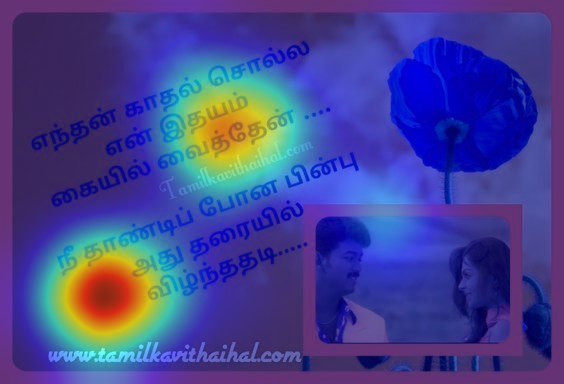 எந்தன் காதல் சொல்ல
என் இதயம்
கையில் வைத்தேன் ....
Tamilkavithaihal.com
நீ தாண்டிப் போன பின்பு
அது தரையில்
விழ்ந்ததடி.....
www.tamilkavithaihal.com